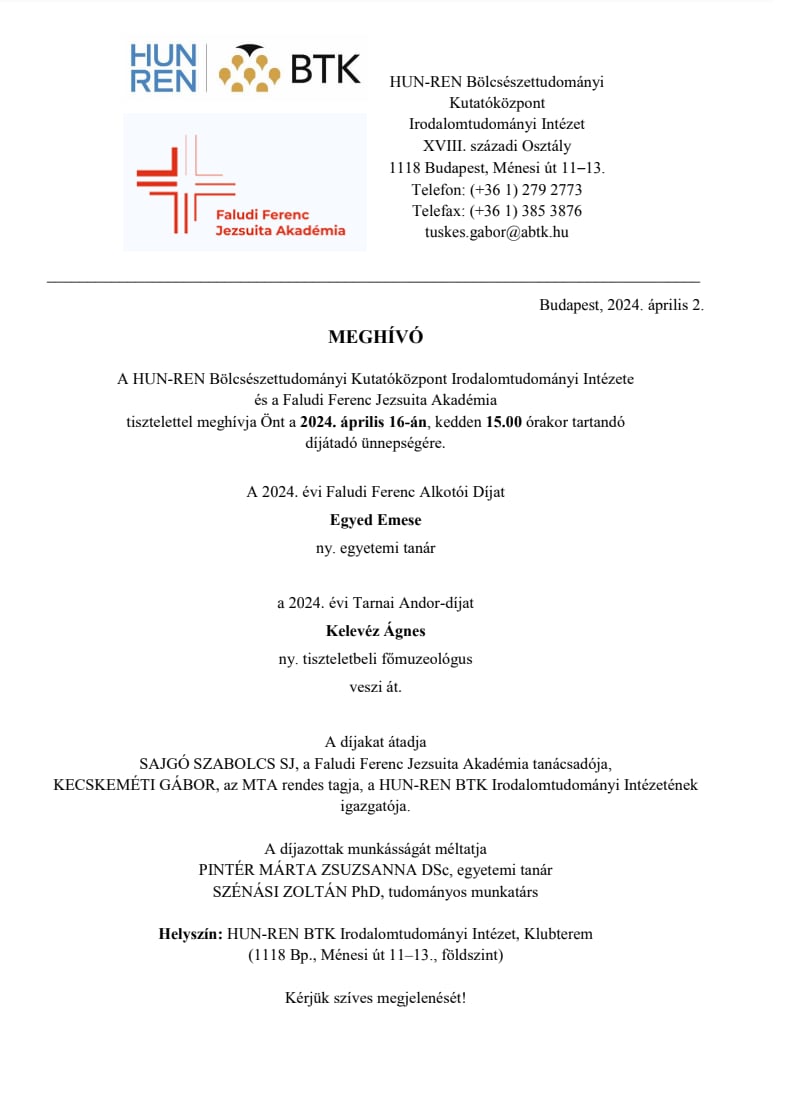 HUN
REN
BTK
Faludi Ferenc
Jezsuita Akadémia
HUN-REN Bölcsészettudományi
Kutatóközpont
Irodalomtudományi Intézet
XVIII. századi Osztály
1118 Budapest, Ménesi út 11–13.
Telefon: (+36 1) 279 2773
Telefax: (+36 1) 385 3876
tuskes.gabor@abtk.hu
Budapest, 2024. április 2.
MEGHÍVÓ
A HUN-REN Bölcsészettudományi Kutatóközpont Irodalomtudományi Intézete
és a Faludi Ferenc Jezsuita Akadémia
tisztelettel meghívja Önt a 2024. április 16-án, kedden 15.00 órakor tartandó
díjátadó ünnepségére.
A 2024. évi Faludi Ferenc Alkotói Díjat
Egyed Emese
ny. egyetemi tanár
a 2024. évi Tarnai Andor-díjat
Kelevéz Ágnes
ny. tiszteletbeli főmuzeológus
veszi át.
A díjakat átadja
SAJGÓ SZABOLCS SJ, a Faludi Ferenc Jezsuita Akadémia tanácsadója,
KECSKEMÉTI GÁBOR, az MTA rendes tagja, a HUN-REN BTK Irodalomtudományi Intézetének
igazgatója.
A díjazottak munkásságát méltatja
PINTÉR MÁRTA ZSUZSANNA DSc, egyetemi tanár
SZÉNÁSI ZOLTÁN PhD, tudományos munkatárs
Helyszín: HUN-REN BTK Irodalomtudományi Intézet, Klubterem
(1118 Bp., Ménesi út 11–13., földszint)
Kérjük szíves megjelenését!